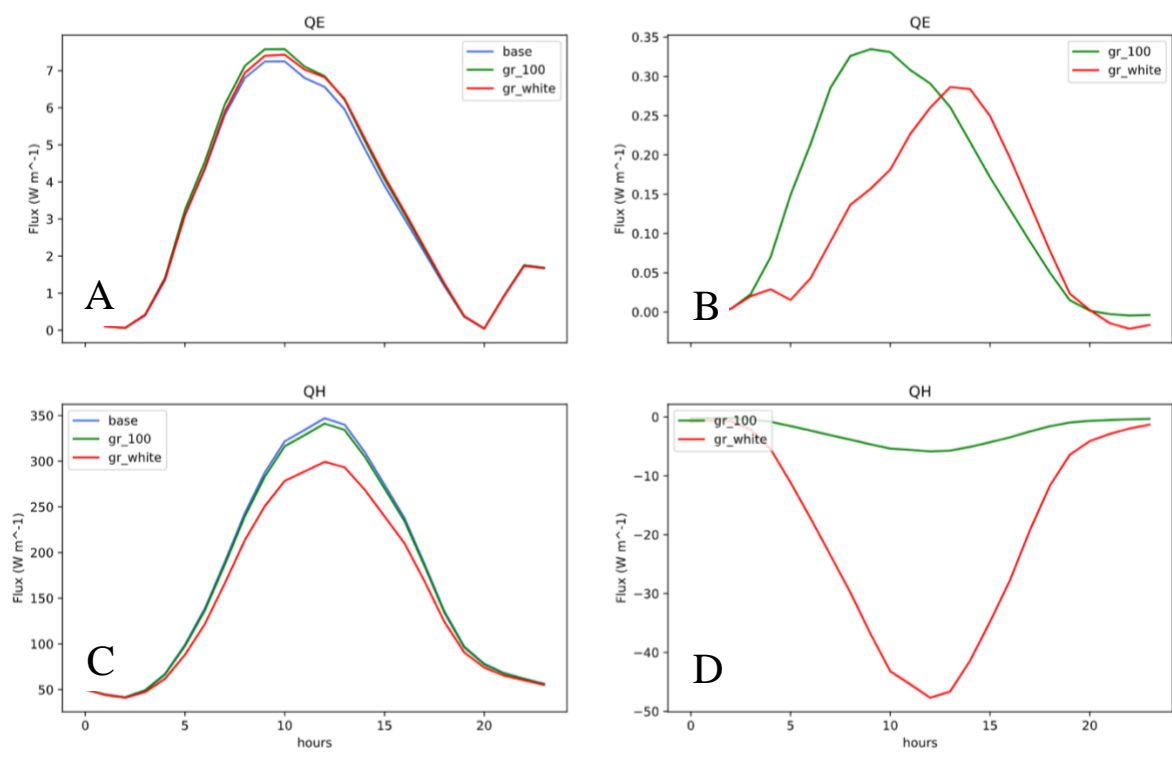 QE
Flux (W m^-1)
7
6
5
4
3
2
1
0
base
gr_100
gr_white
A
QE
Flux (W m^-1)
0.35
0.30
0.25
0.20
0.15
0.10
0.05
0.00
gr_100
gr_white
B
QH
Flux (W m^-1)
350
300
250
200
150
100
50
base
gr_100
gr_white
C
0 5 10 15 20
hours
QH
Flux (W m^-1)
0
−10
−20
−30
−40
−50
gr_100
gr_white
D
0 5 10 15 20
hours